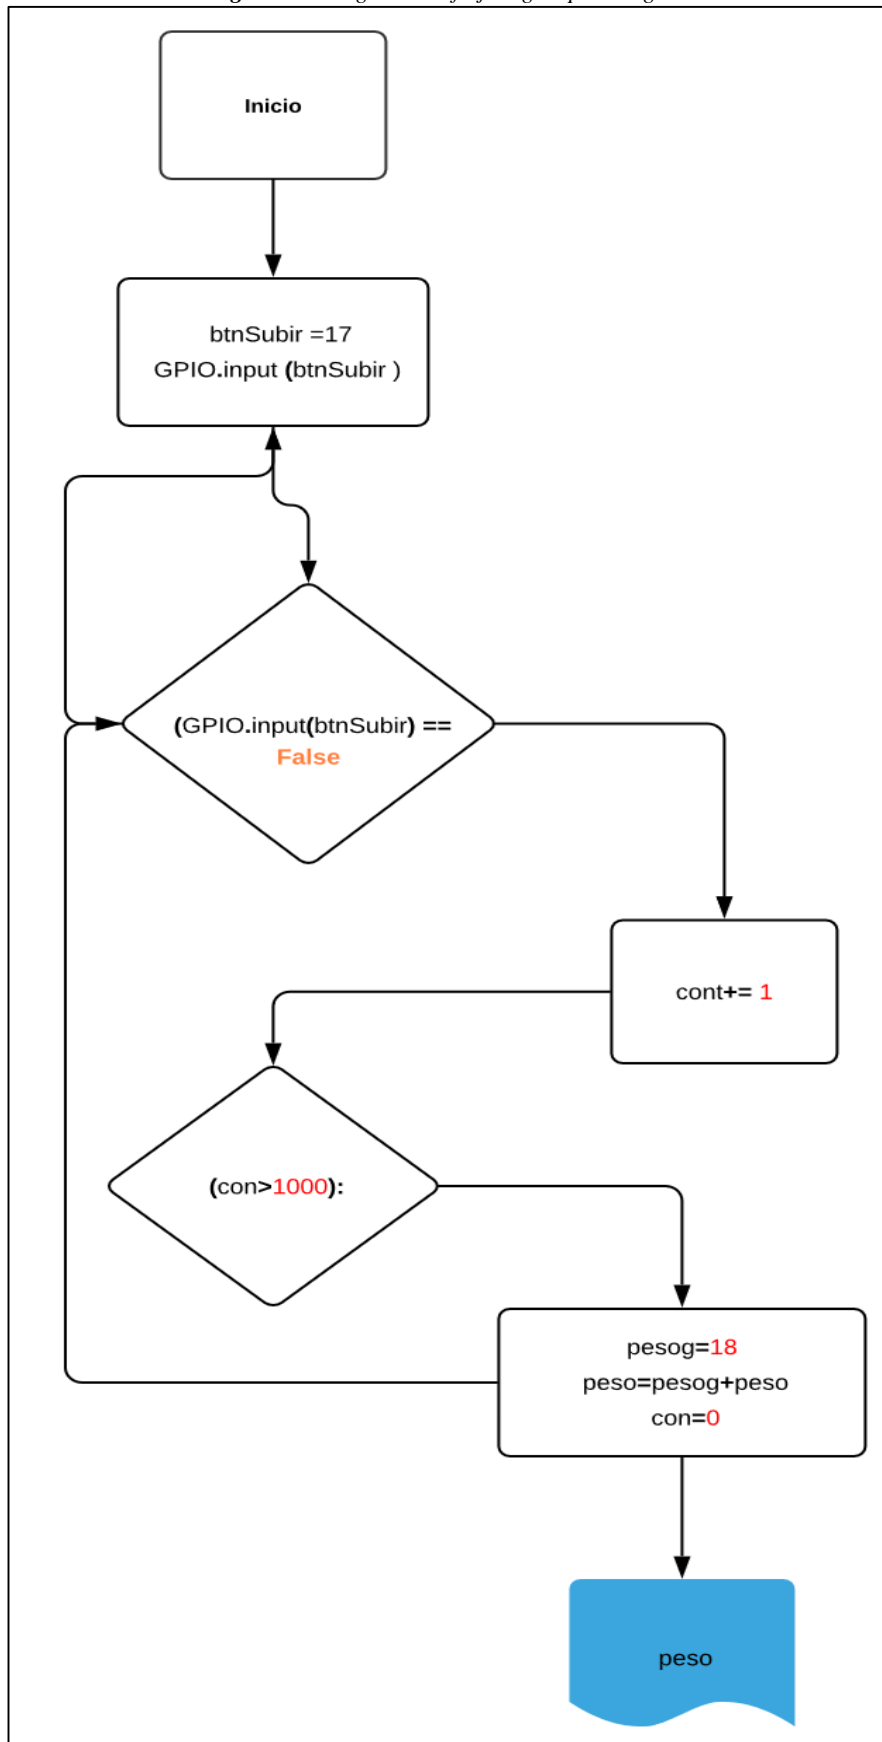 Inicio
btnSubir =17
GPIO.input (btnSubir )
(GPIO.input(btnSubir) ==
False
cont+= 1
(con>1000):
pesog=18
peso=pesog+peso
con=0
peso